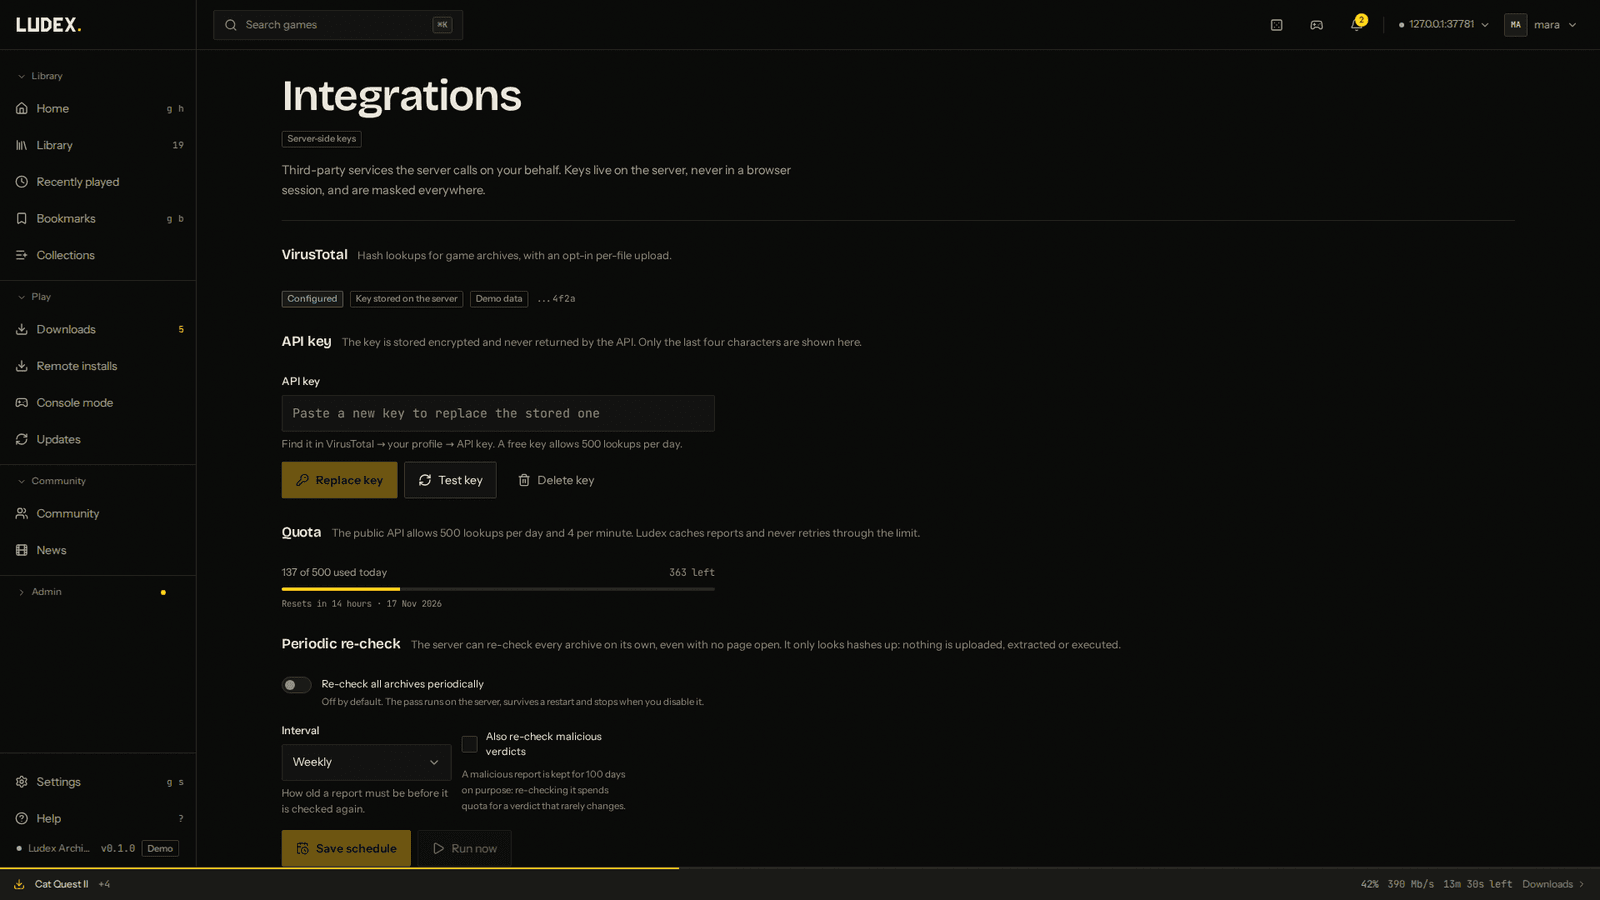 LUDEX.
Search games
⌘K
2
127.0.0.1:37781
MA
mara
Library
Home
g h
Library
19
Recently played
Bookmarks
g b
Collections
Play
Downloads
5
Remote installs
Console mode
Updates
Community
Community
News
Admin
Settings
g s
Help
?
Ludex Archi...
v0.1.0
Demo
Integrations
Server-side keys
Third-party services the server calls on your behalf. Keys live on the server, never in a browser
session, and are masked everywhere.
VirusTotal
Hash lookups for game archives, with an opt-in per-file upload.
Configured
Key stored on the server
Demo data
...4f2a
API key
The key is stored encrypted and never returned by the API. Only the last four characters are shown here.
API key
Paste a new key to replace the stored one
Find it in VirusTotal → your profile → API key. A free key allows 500 lookups per day.
Replace key
Test key
Delete key
Quota
The public API allows 500 lookups per day and 4 per minute. Ludex caches reports and never retries through the limit.
137 of 500 used today
363 left
Resets in 14 hours · 17 Nov 2026
Periodic re-check
The server can re-check every archive on its own, even with no page open. It only looks hashes up: nothing is uploaded, extracted or executed.
Re-check all archives periodically
Off by default. The pass runs on the server, survives a restart and stops when you disable it.
Interval
Weekly
How old a report must be before it
is checked again.
Also re-check malicious
verdicts
A malicious report is kept for 100 days
on purpose: re-checking it spends
quota for a verdict that rarely changes.
Save schedule
Run now
Cat Quest II
+4
42%
390 Mb/s
13m 30s left
Downloads